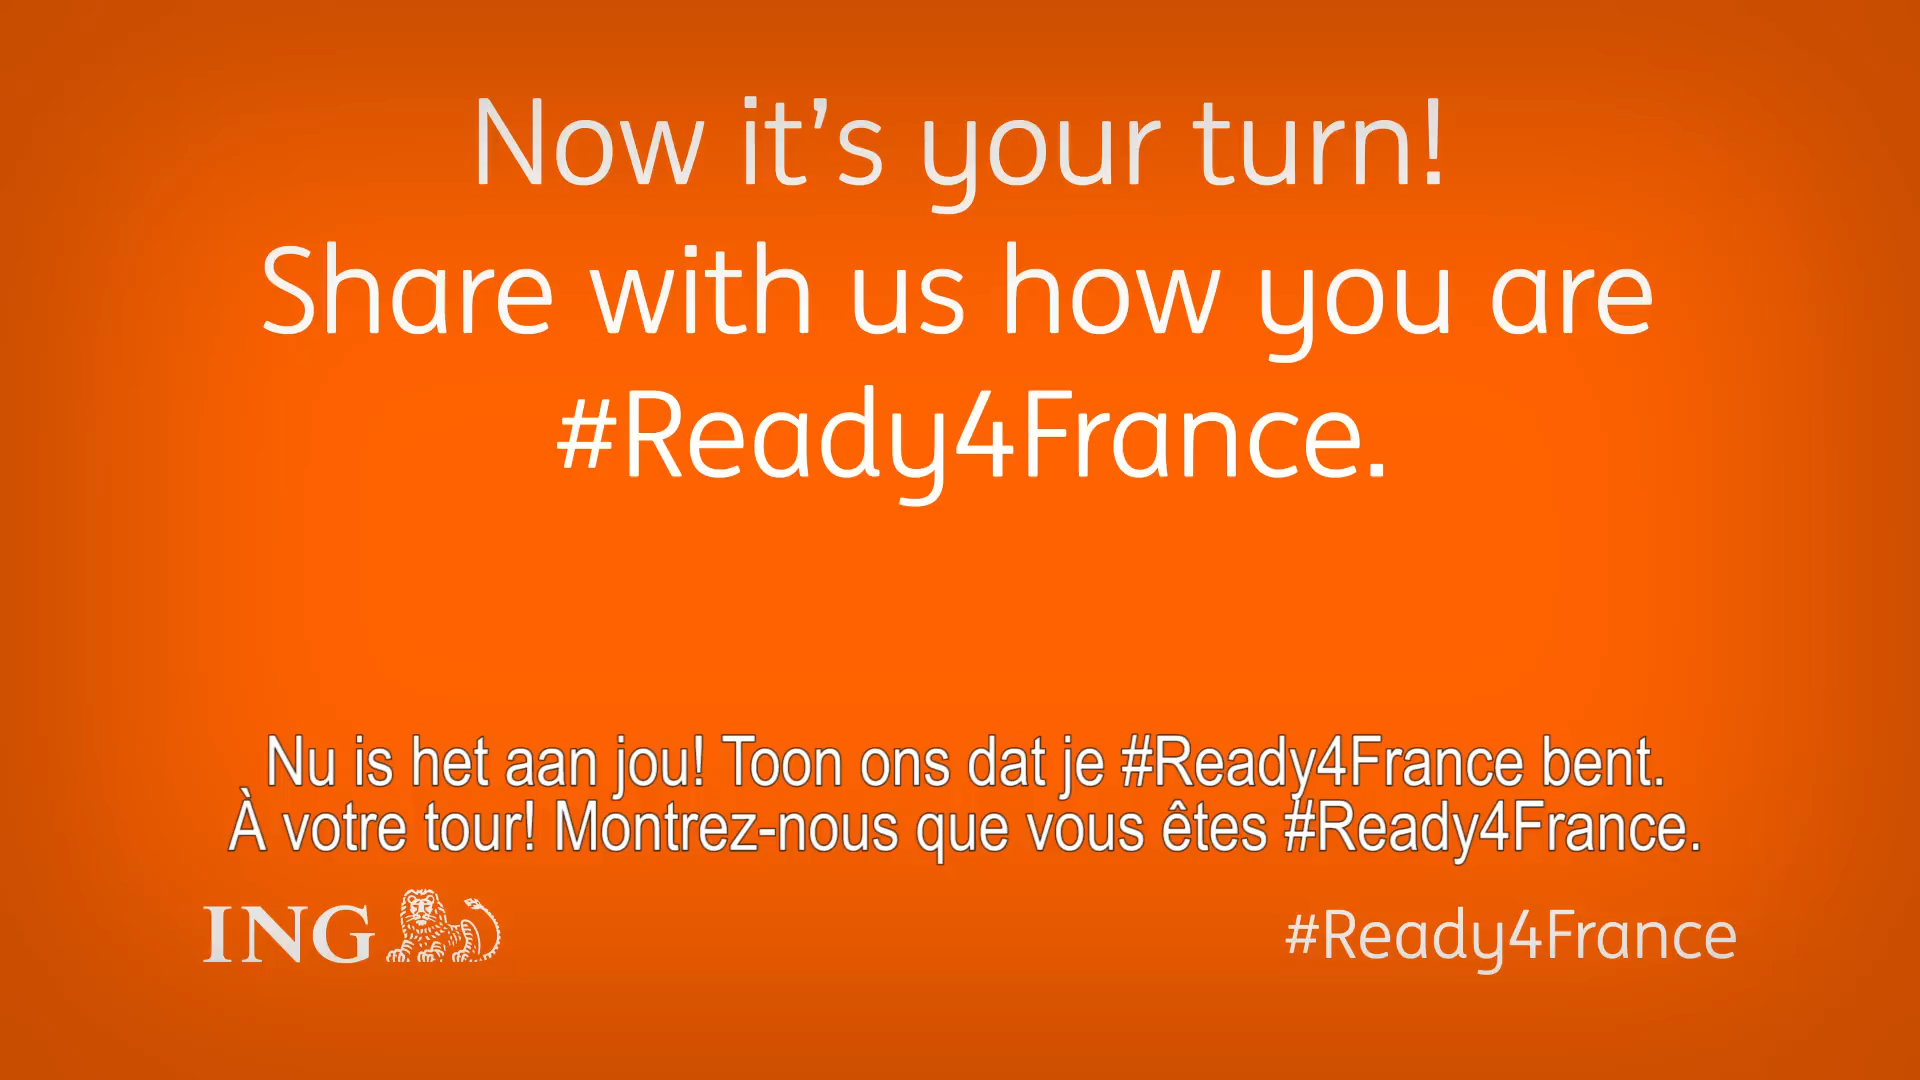 Now it's your turn!
Share with us how you are
#Ready4France.
Nu is het aan jou! Toon ons dat je #Ready4France bent.
À votre tour! Montrez-nous que vous êtes #Ready4France.
ING
#Ready4France